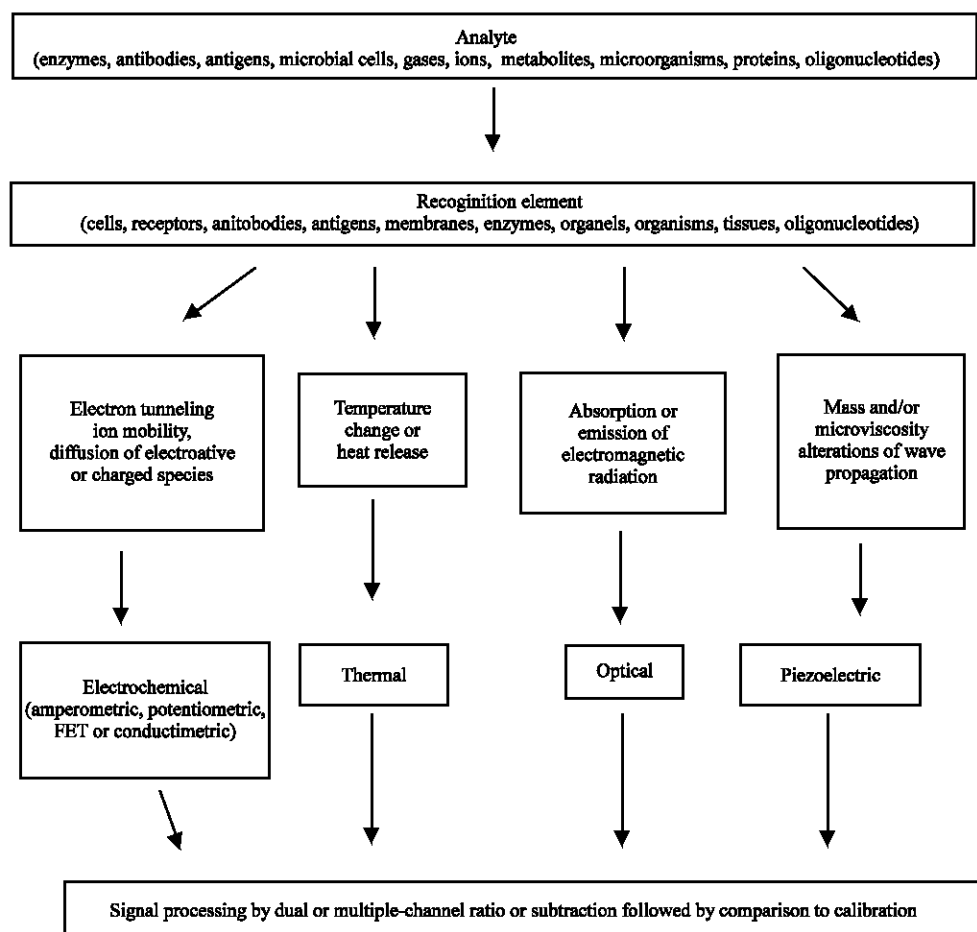 Analyte
(enzymes, antibodies, antigens, microbial cells, gases, ions, metabolites, microorganisms, proteins, oligonucleotides)
Recoginition element
(cells, receptors, anitobodies, antigens, membranes, enzymes, organels, organisms, tissues, oligonucleotides)
Electron tunneling
ion mobility,
diffusion of electroative
or charged species
Temperature
change or
heat release
Absorption or
emission of
electromagnetic
radiation
Mass and/or
microviscosity
alterations of wave
propagation
Electrochemical
(amperometric, potentiometric,
FET or conductimetric)
Thermal
Optical
Piezoelectric
Signal processing by dual or multiple-channel ratio or subtraction followed by comparison to calibration